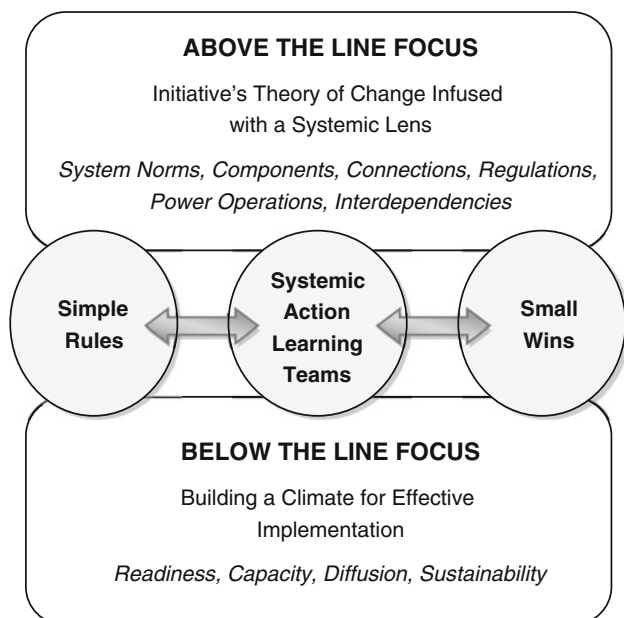 ABOVE THE LINE FOCUS
Initiative's Theory of Change Infused
with a Systemic Lens
System Norms, Components, Connections, Regulations,
Power Operations, Interdependencies
Simple
Rules
Systemic
Action
Learning
Teams
Small
Wins
BELOW THE LINE FOCUS
Building a Climate for Effective
Implementation
Readiness, Capacity, Diffusion, Sustainability